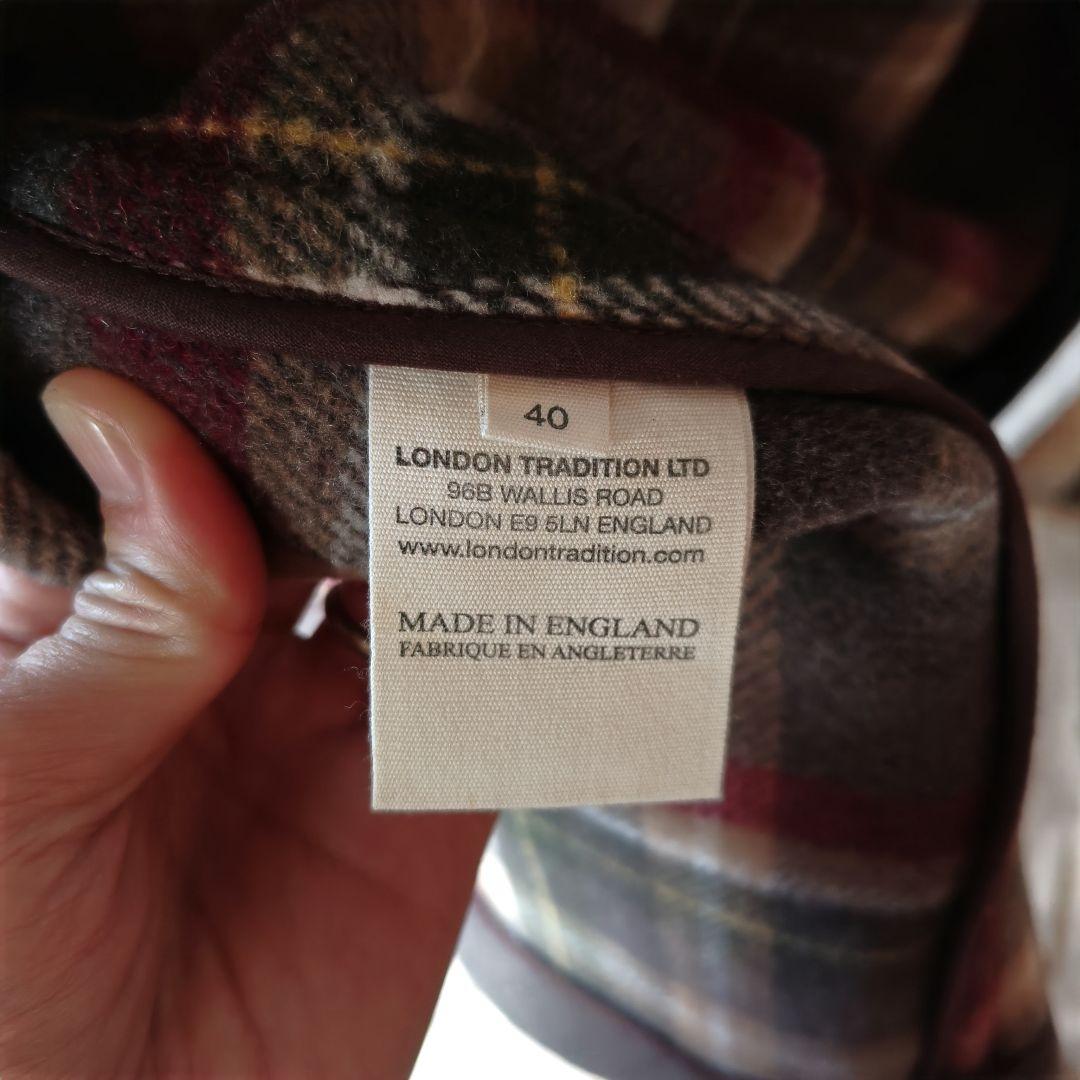 40
LONDON TRADITION LTD
96B WALLIS ROAD
LONDON E9 5LN ENGLAND
www.londontradition.com
MADE IN ENGLAND
FABRIQUE EN ANGLETERRE